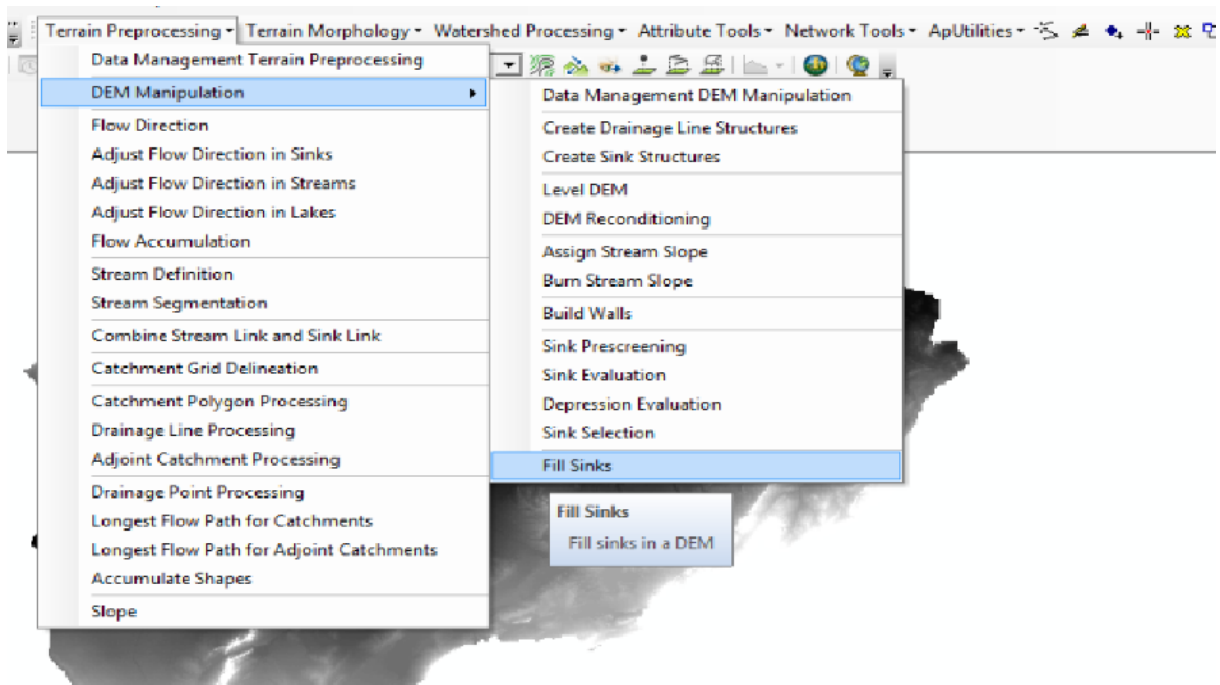 Terrain Preprocessing Terrain Morphology Watershed Processing Attribute Tools Network Tools ApUtilities
Data Management Terrain Preprocessing
DEM Manipulation
Flow Direction
Adjust Flow Direction in Sinks
Adjust Flow Direction in Streams
Adjust Flow Direction in Lakes
Flow Accumulation
Stream Definition
Stream Segmentation
Combine Stream Link and Sink Link
Catchment Grid Delineation
Catchment Polygon Processing
Drainage Line Processing
Adjoint Catchment Processing
Drainage Point Processing
Longest Flow Path for Catchments
Longest Flow Path for Adjoint Catchments
Accumulate Shapes
Slope
Data Management DEM Manipulation
Create Drainage Line Structures
Create Sink Structures
Level DEM
DEM Reconditioning
Assign Stream Slope
Burn Stream Slope
Build Walls
Sink Prescreening
Sink Evaluation
Depression Evaluation
Sink Selection
Fill Sinks
Fill Sinks
Fill sinks in a DEM